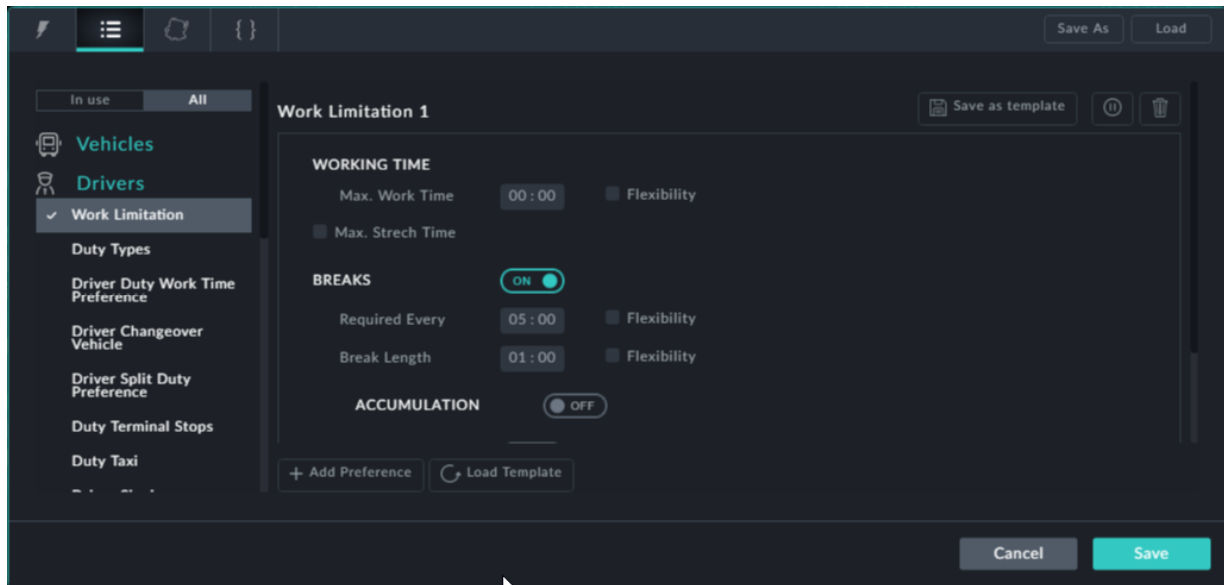 { }
Save As
Load
In use
All
Vehicles
Drivers
Work Limitation
Duty Types
Driver Duty Work Time
Preference
Driver Changeover
Vehicle
Driver Split Duty
Preference
Duty Terminal Stops
Duty Taxi
Work Limitation 1
Save as template
WORKING TIME
Max. Work Time
00 : 00
Flexibility
Max. Strech Time
BREAKS
ON
Required Every
05 : 00
Flexibility
Break Length
01 : 00
Flexibility
ACCUMULATION
OFF
+ Add Preference
Load Template
Cancel
Save